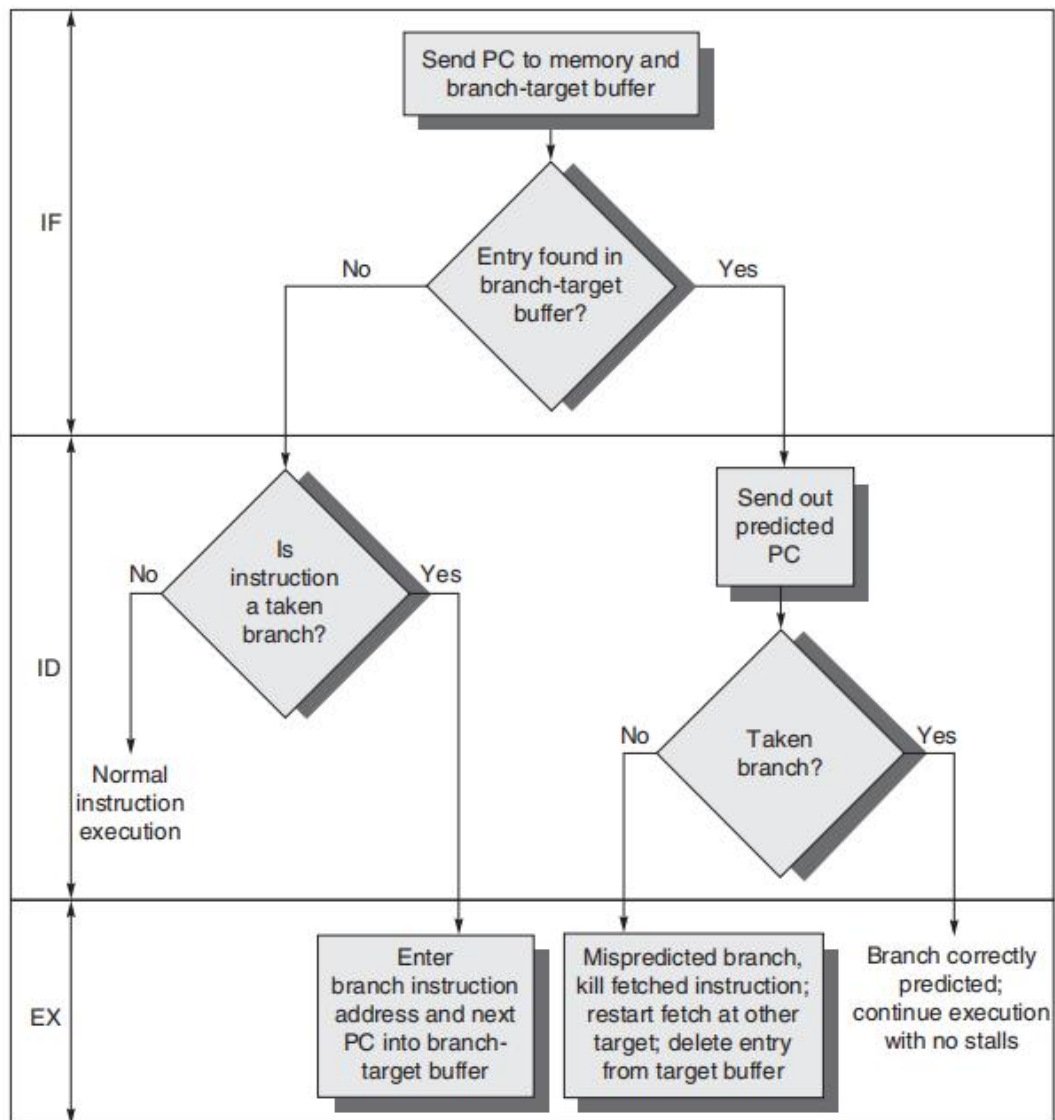 Send PC to memory and
branch-target buffer
IF
Entry found in
branch-target
buffer?
No
Yes
Send out
predicted
PC
Is
instruction
a taken
branch?
No
Yes
ID
Taken
branch?
No
Yes
Normal
instruction
execution
EX
Enter
branch instruction
address and next
PC into branch-
target buffer
Mispredicted branch,
kill fetched instruction;
restart fetch at other
target; delete entry
from target buffer
Branch correctly
predicted;
continue execution
with no stalls